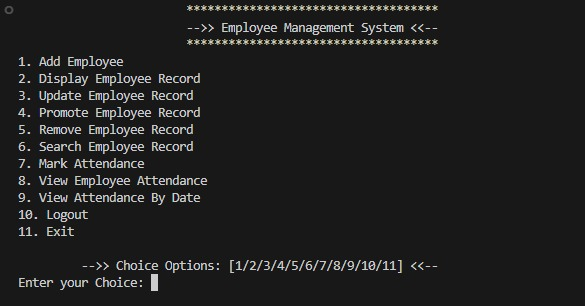 ************************************
-->> Employee Management System <<--
************************************
1. Add Employee
2. Display Employee Record
3. Update Employee Record
4. Promote Employee Record
5. Remove Employee Record
6. Search Employee Record
7. Mark Attendance
8. View Employee Attendance
9. View Attendance By Date
10. Logout
11. Exit
-->> Choice Options: [1/2/3/4/5/6/7/8/9/10/11] <<--
Enter your Choice: